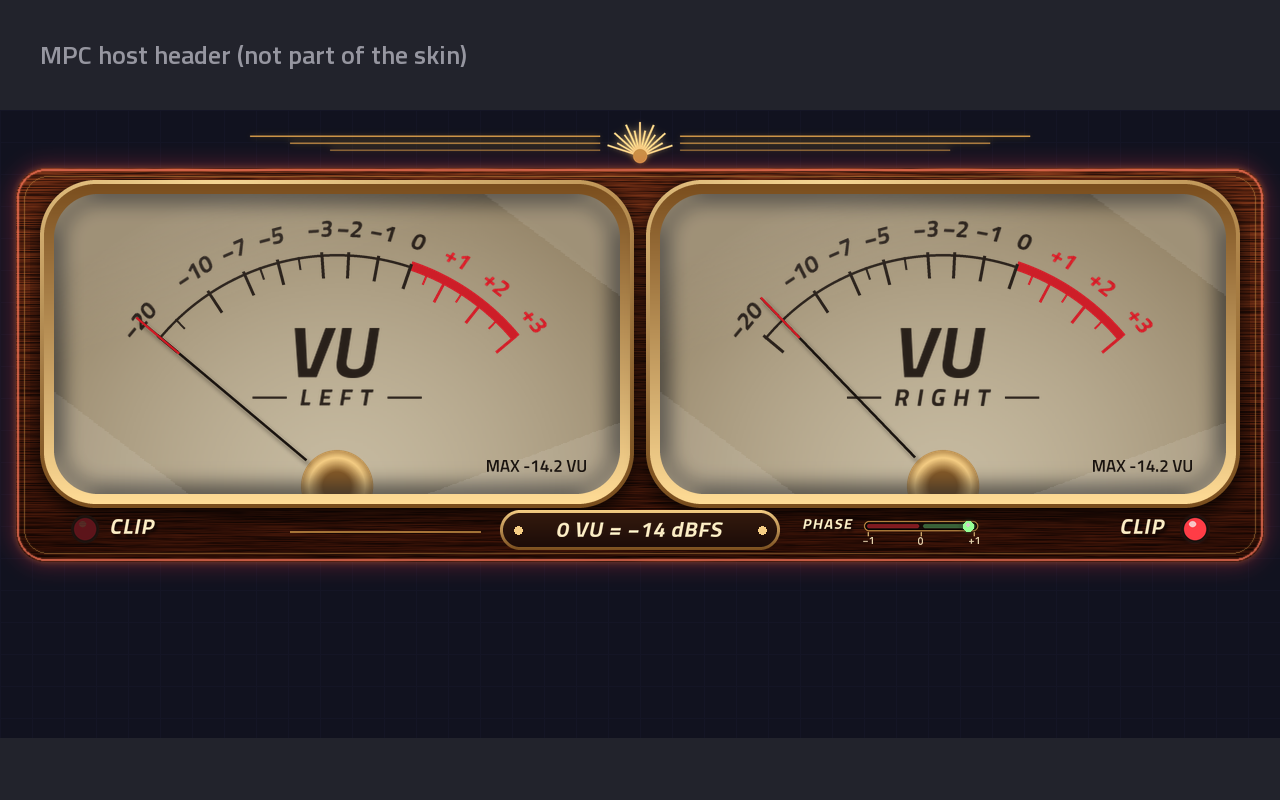 MPC host header (not part of the skin)
−20 −10 −7 −5 −3 −2 −1 0 +1 +2 +3
VU
LEFT
MAX -14.2 VU
−20 −10 −7 −5 −3 −2 −1 0 +1 +2 +3
VU
RIGHT
MAX -14.2 VU
CLIP
0 VU = −14 dBFS
PHASE
−1 0 +1
CLIP